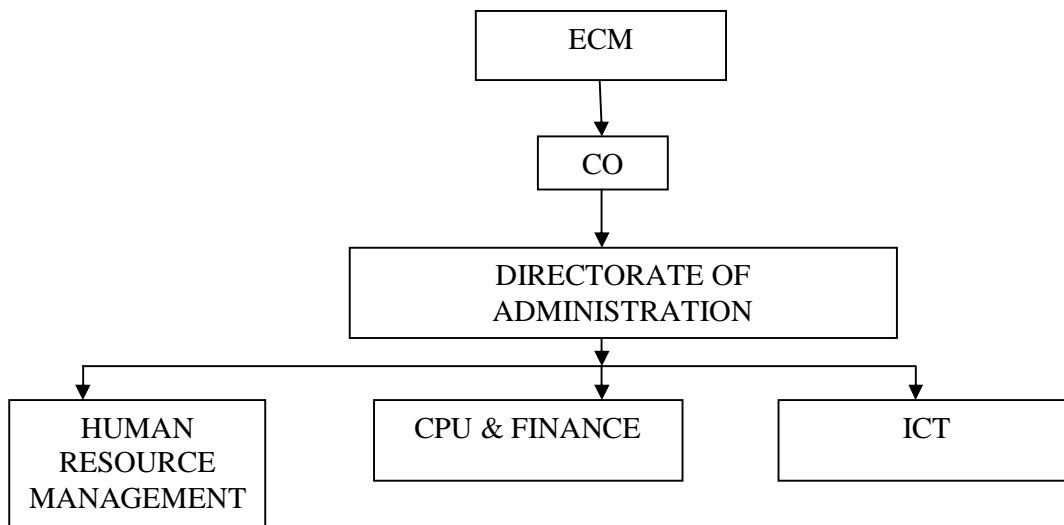 ECM
CO
DIRECTORATE OF
ADMINISTRATION
HUMAN
RESOURCE
MANAGEMENT
CPU & FINANCE
ICT